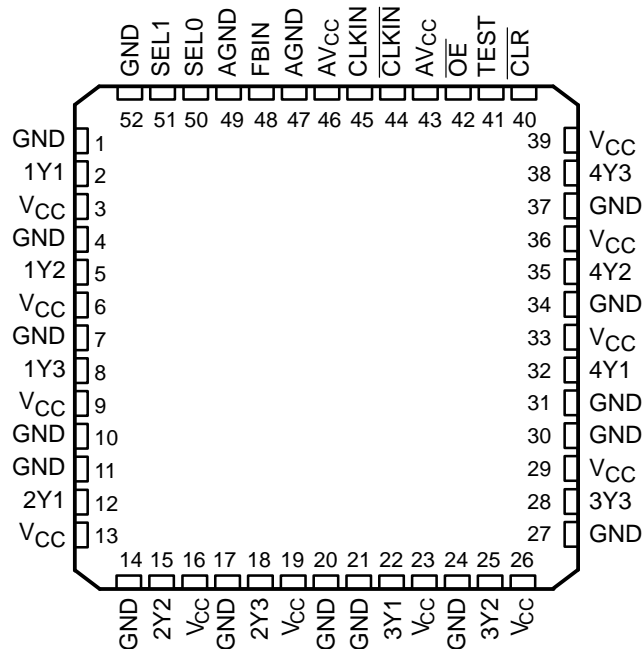 GND SEL1 SEL0 AGND FBIN AGND AVCC CLKIN C̅L̅K̅I̅N̅ AVCC O̅E̅ TEST C̅L̅R̅
52 51 50 49 48 47 46 45 44 43 42 41 40
GND 1 39 VCC
1Y1 2 38 4Y3
VCC 3 37 GND
GND 4 36 VCC
1Y2 5 35 4Y2
VCC 6 34 GND
GND 7 33 VCC
1Y3 8 32 4Y1
VCC 9 31 GND
GND 10 30 GND
GND 11 29 VCC
2Y1 12 28 3Y3
VCC 13 27 GND
14 15 16 17 18 19 20 21 22 23 24 25 26
GND 2Y2 VCC GND 2Y3 VCC GND GND 3Y1 VCC GND 3Y2 VCC